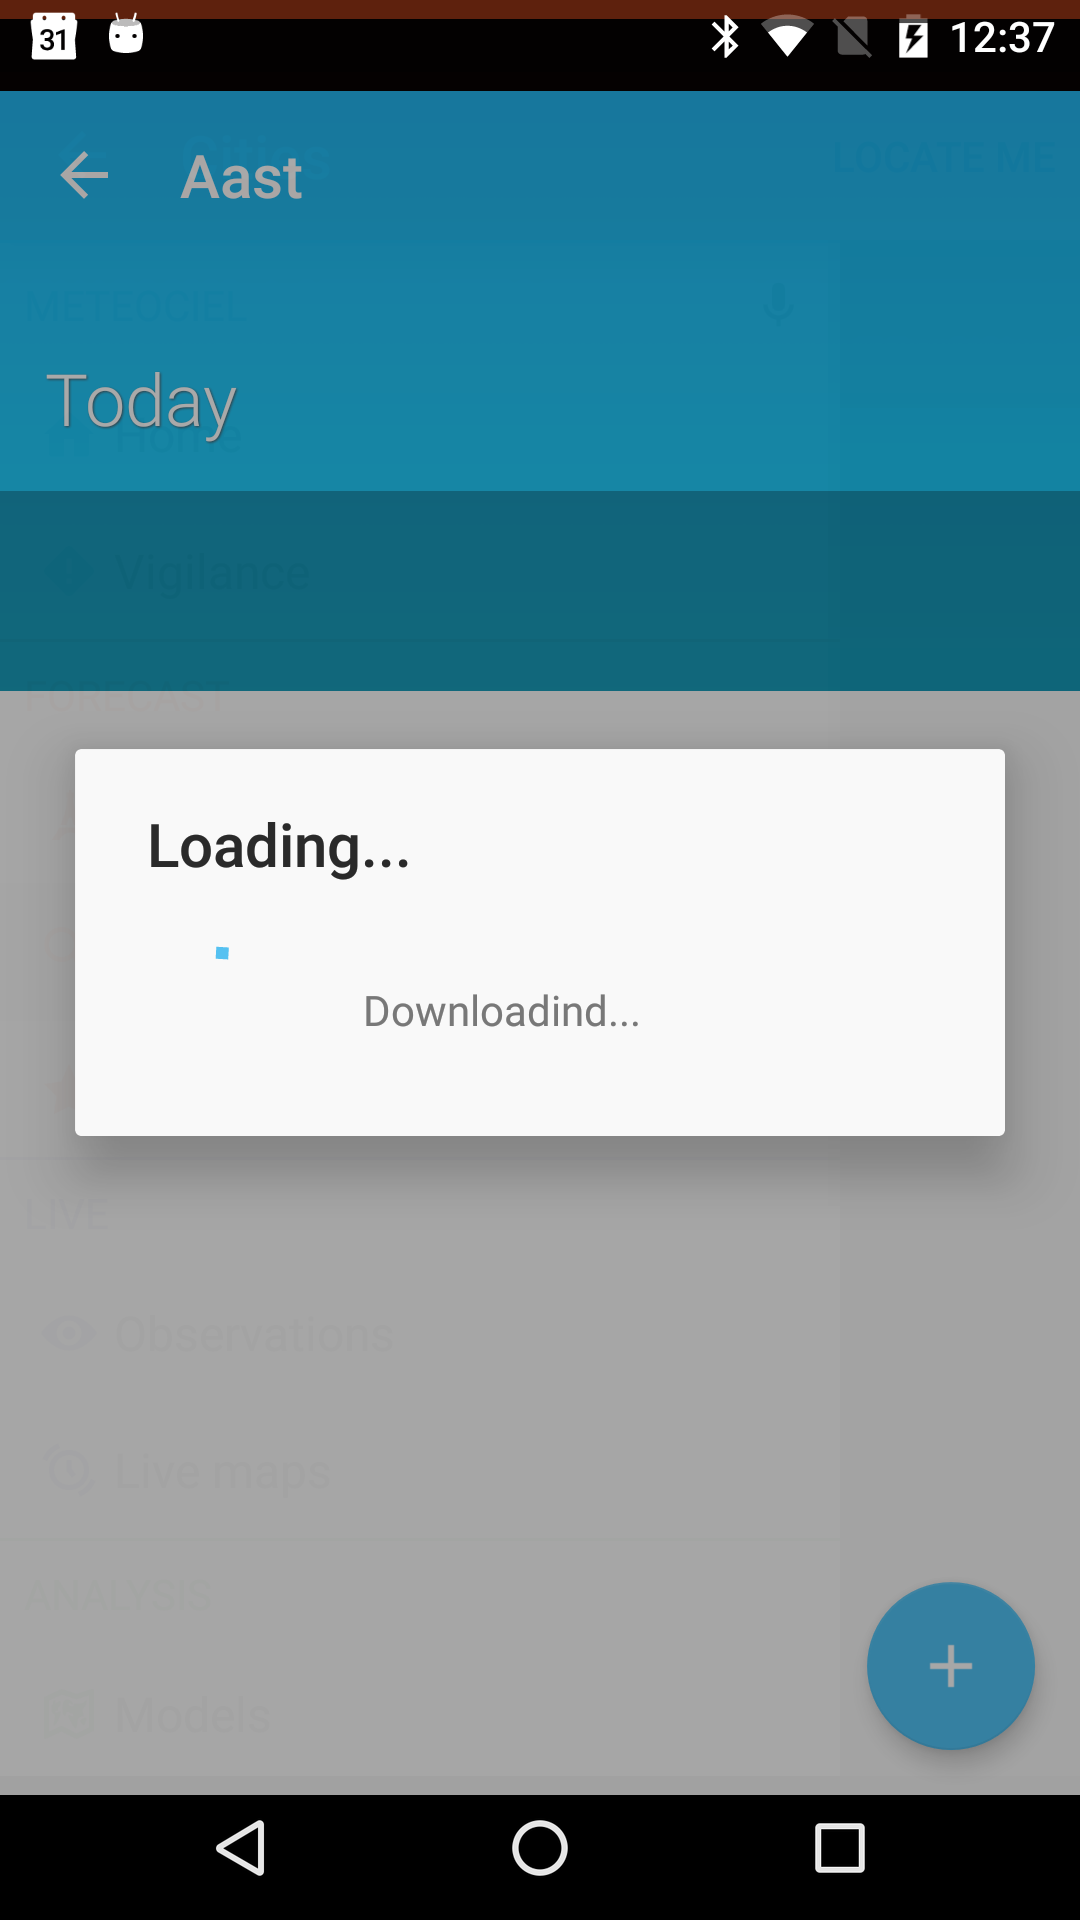 31
12:37
Aast
LOCATE ME
METEOCIEL
Today
Home
Vigilance
FORECAST
Loading...
Downloadind...
LIVE
Observations
Live maps
ANALYSIS
Models